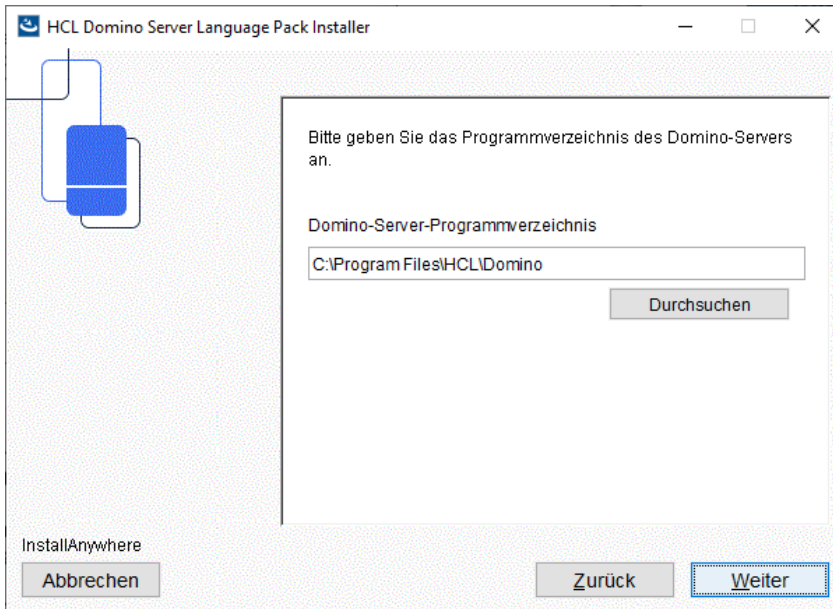 HCL Domino Server Language Pack Installer
Bitte geben Sie das Programmverzeichnis des Domino-Servers
an.
Domino-Server-Programmverzeichnis
C:\Program Files\HCL\Domino
Durchsuchen
InstallAnywhere
Abbrechen
Zurück
Weiter